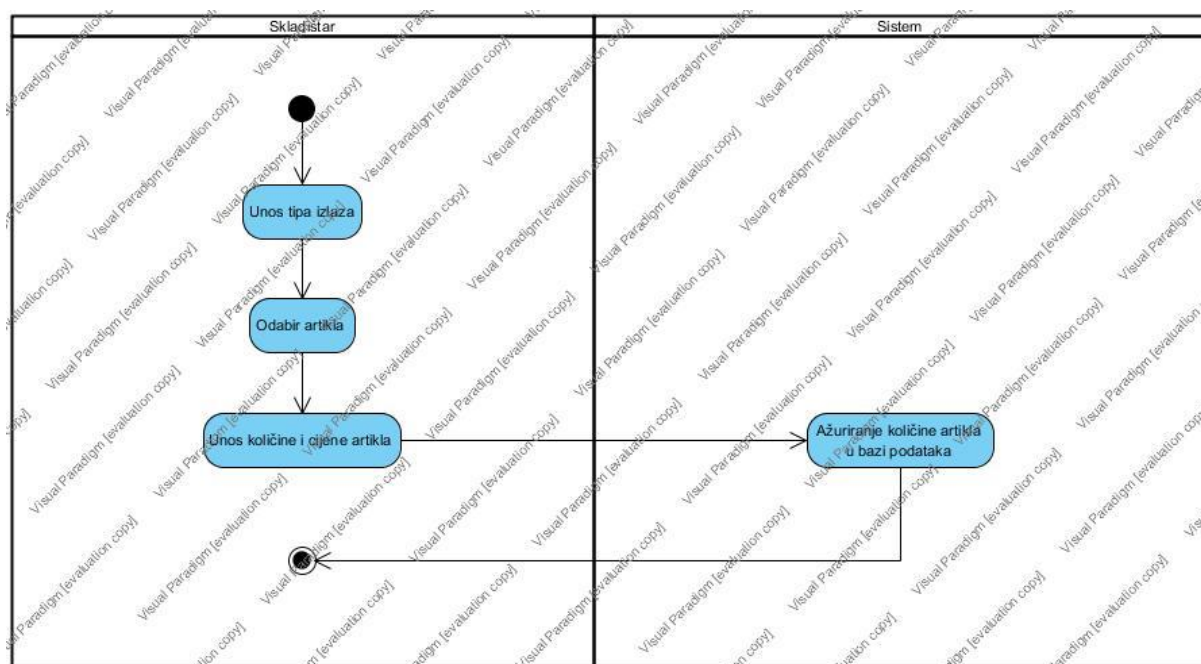 Skladistar
Sistem
Unos tipa izlaza
Odabir artikla
Unos količine i cijene artikla
Ažuriranje količine artikla
u bazi podataka
Visual Paradigm [evaluation copy]